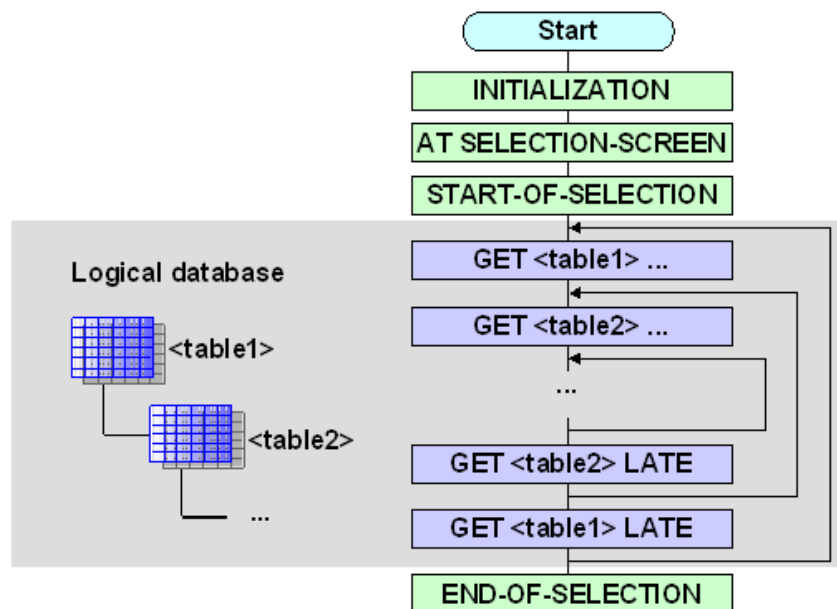 Start
INITIALIZATION
AT SELECTION-SCREEN
START-OF-SELECTION
Logical database
<table1>
<table2>
...
GET <table1> ...
GET <table2> ...
...
GET <table2> LATE
GET <table1> LATE
END-OF-SELECTION